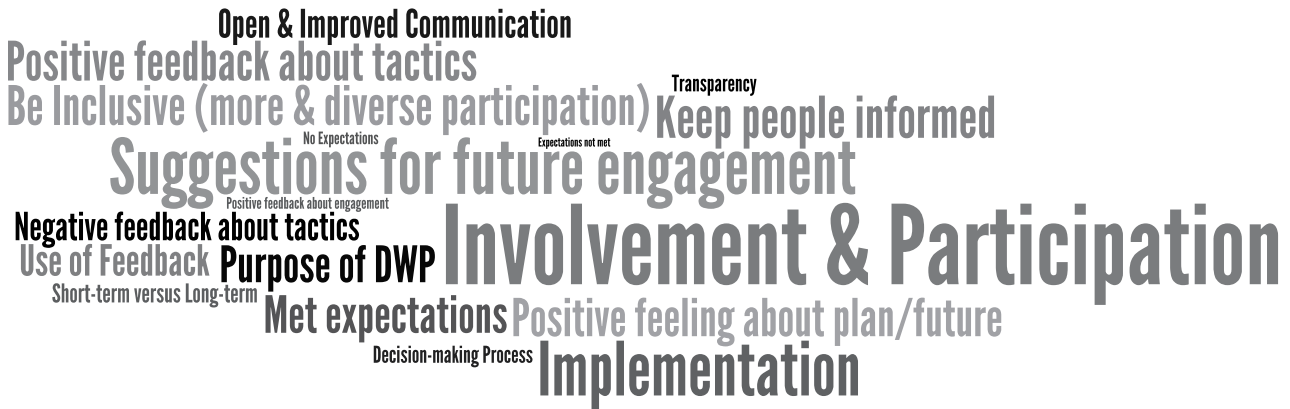 Open & Improved Communication
Positive feedback about tactics
Transparency
Be Inclusive (more & diverse participation)
Keep people informed
No Expectations
Expectations not met
Suggestions for future engagement
Positive feedback about engagement
Negative feedback about tactics
Involvement & Participation
Use of Feedback
Purpose of DWP
Short-term versus Long-term
Met expectations
Positive feeling about plan/future
Decision-making Process
Implementation